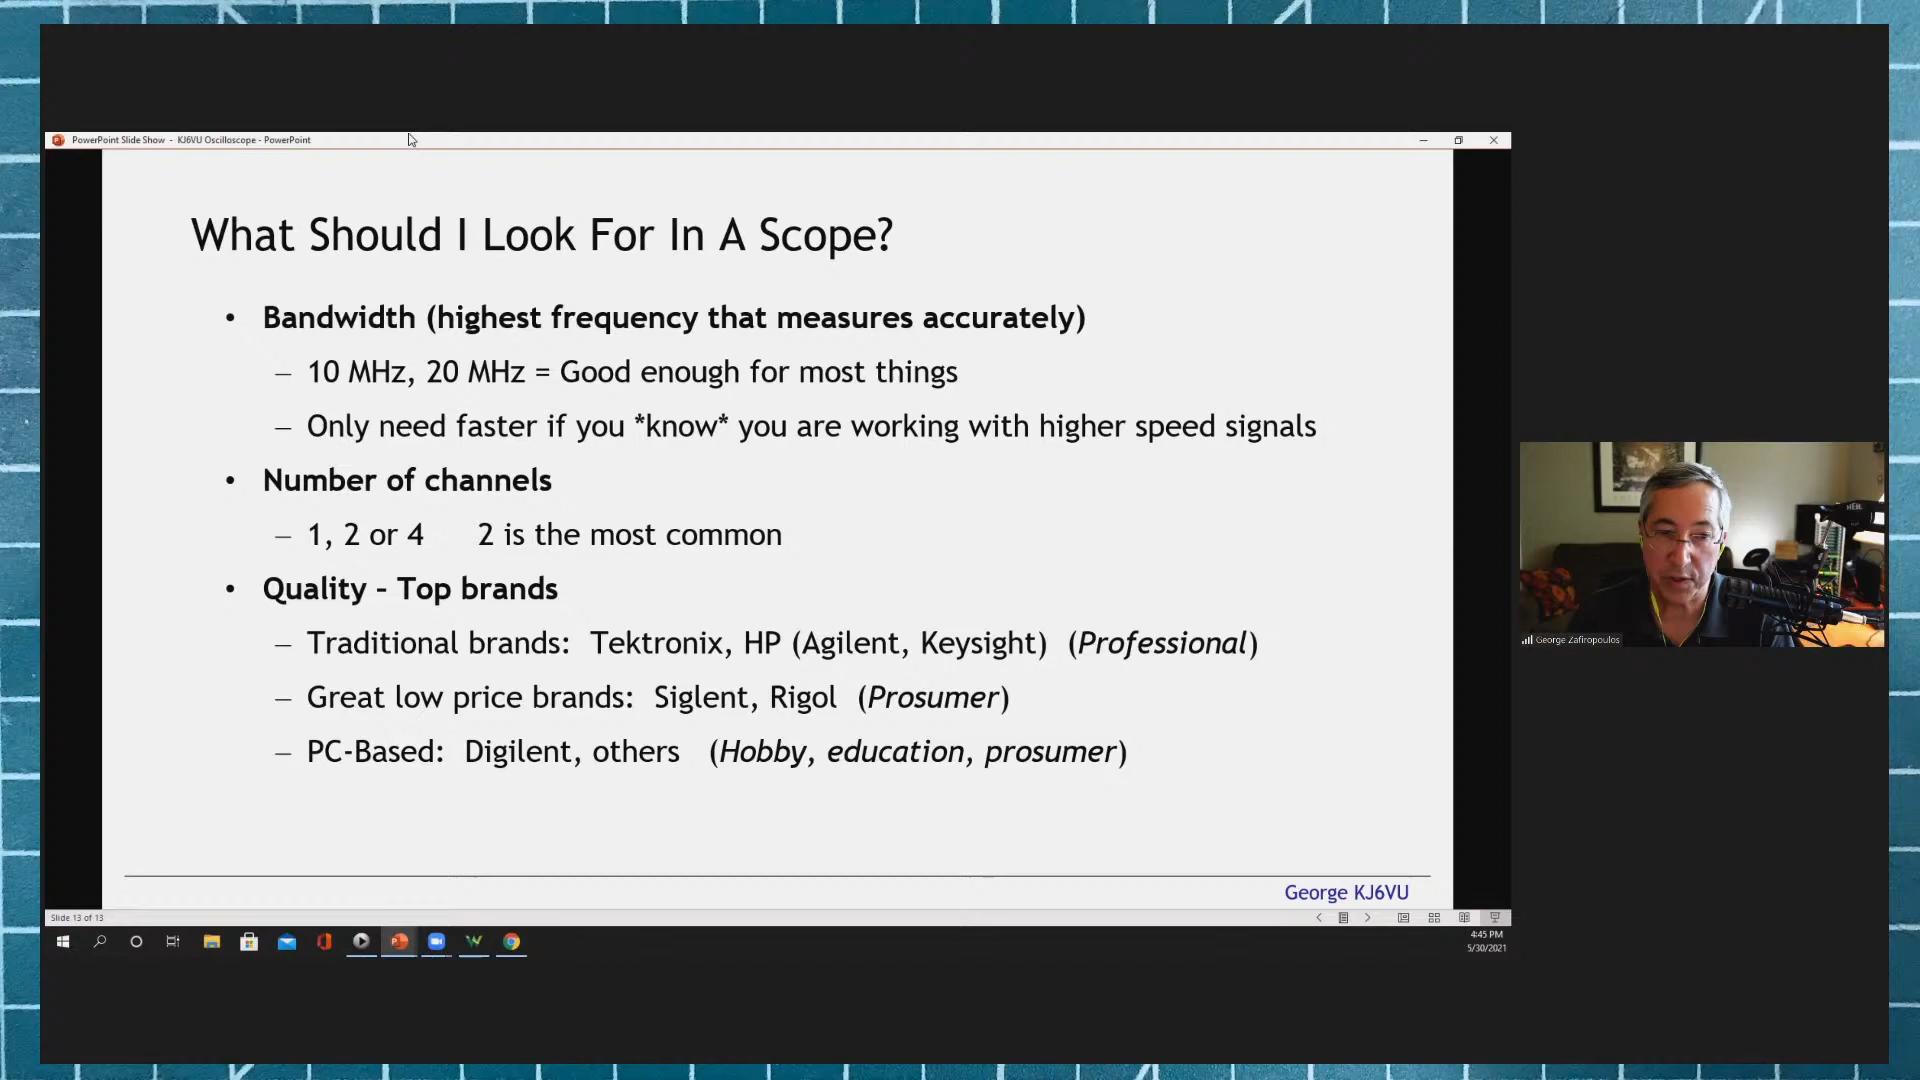 PowerPoint Slide Show - KJ6VU Oscilloscope - PowerPoint
What Should I Look For In A Scope?
• Bandwidth (highest frequency that measures accurately)
– 10 MHz, 20 MHz = Good enough for most things
– Only need faster if you *know* you are working with higher speed signals
• Number of channels
– 1, 2 or 4 2 is the most common
• Quality – Top brands
– Traditional brands: Tektronix, HP (Agilent, Keysight) (Professional)
– Great low price brands: Siglent, Rigol (Prosumer)
– PC-Based: Digilent, others (Hobby, education, prosumer)
George KJ6VU
Slide 13 of 13
4:45 PM
5/30/2021
George Zafiropoulos